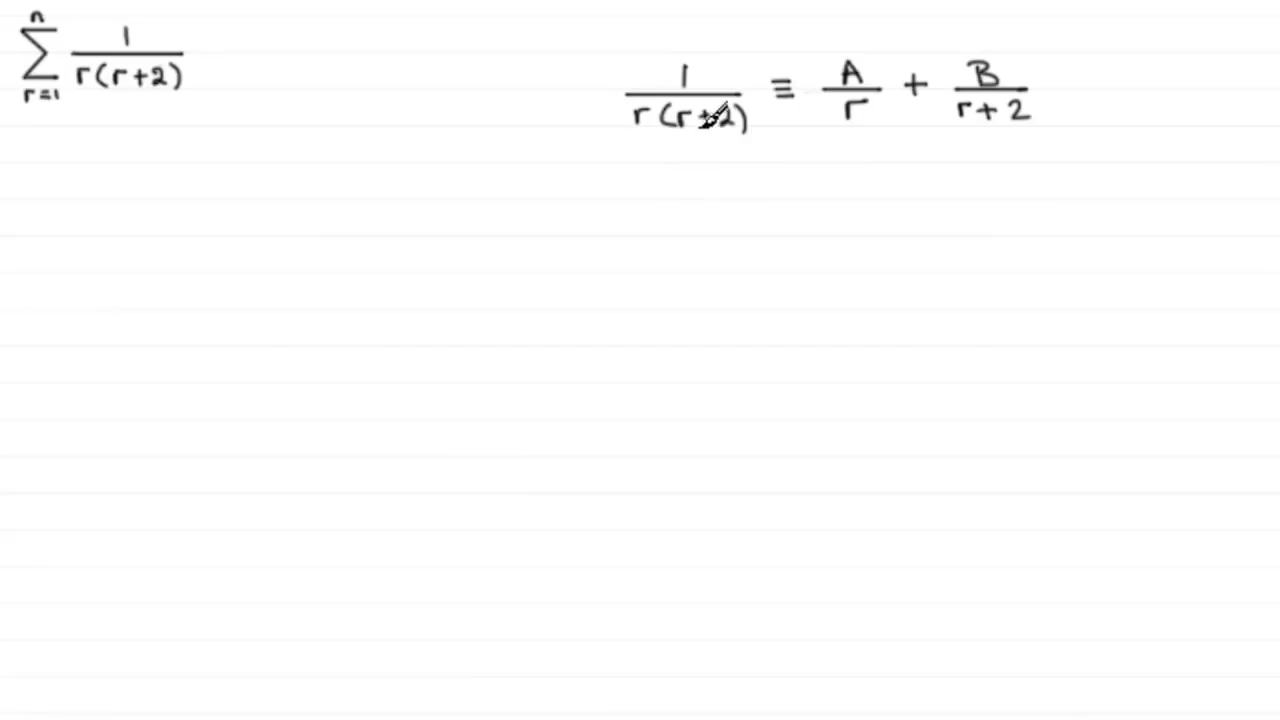 n
∑ 1/(r(r+2))
r=1
1/(r(r+2)) ≡ A/r + B/(r+2)